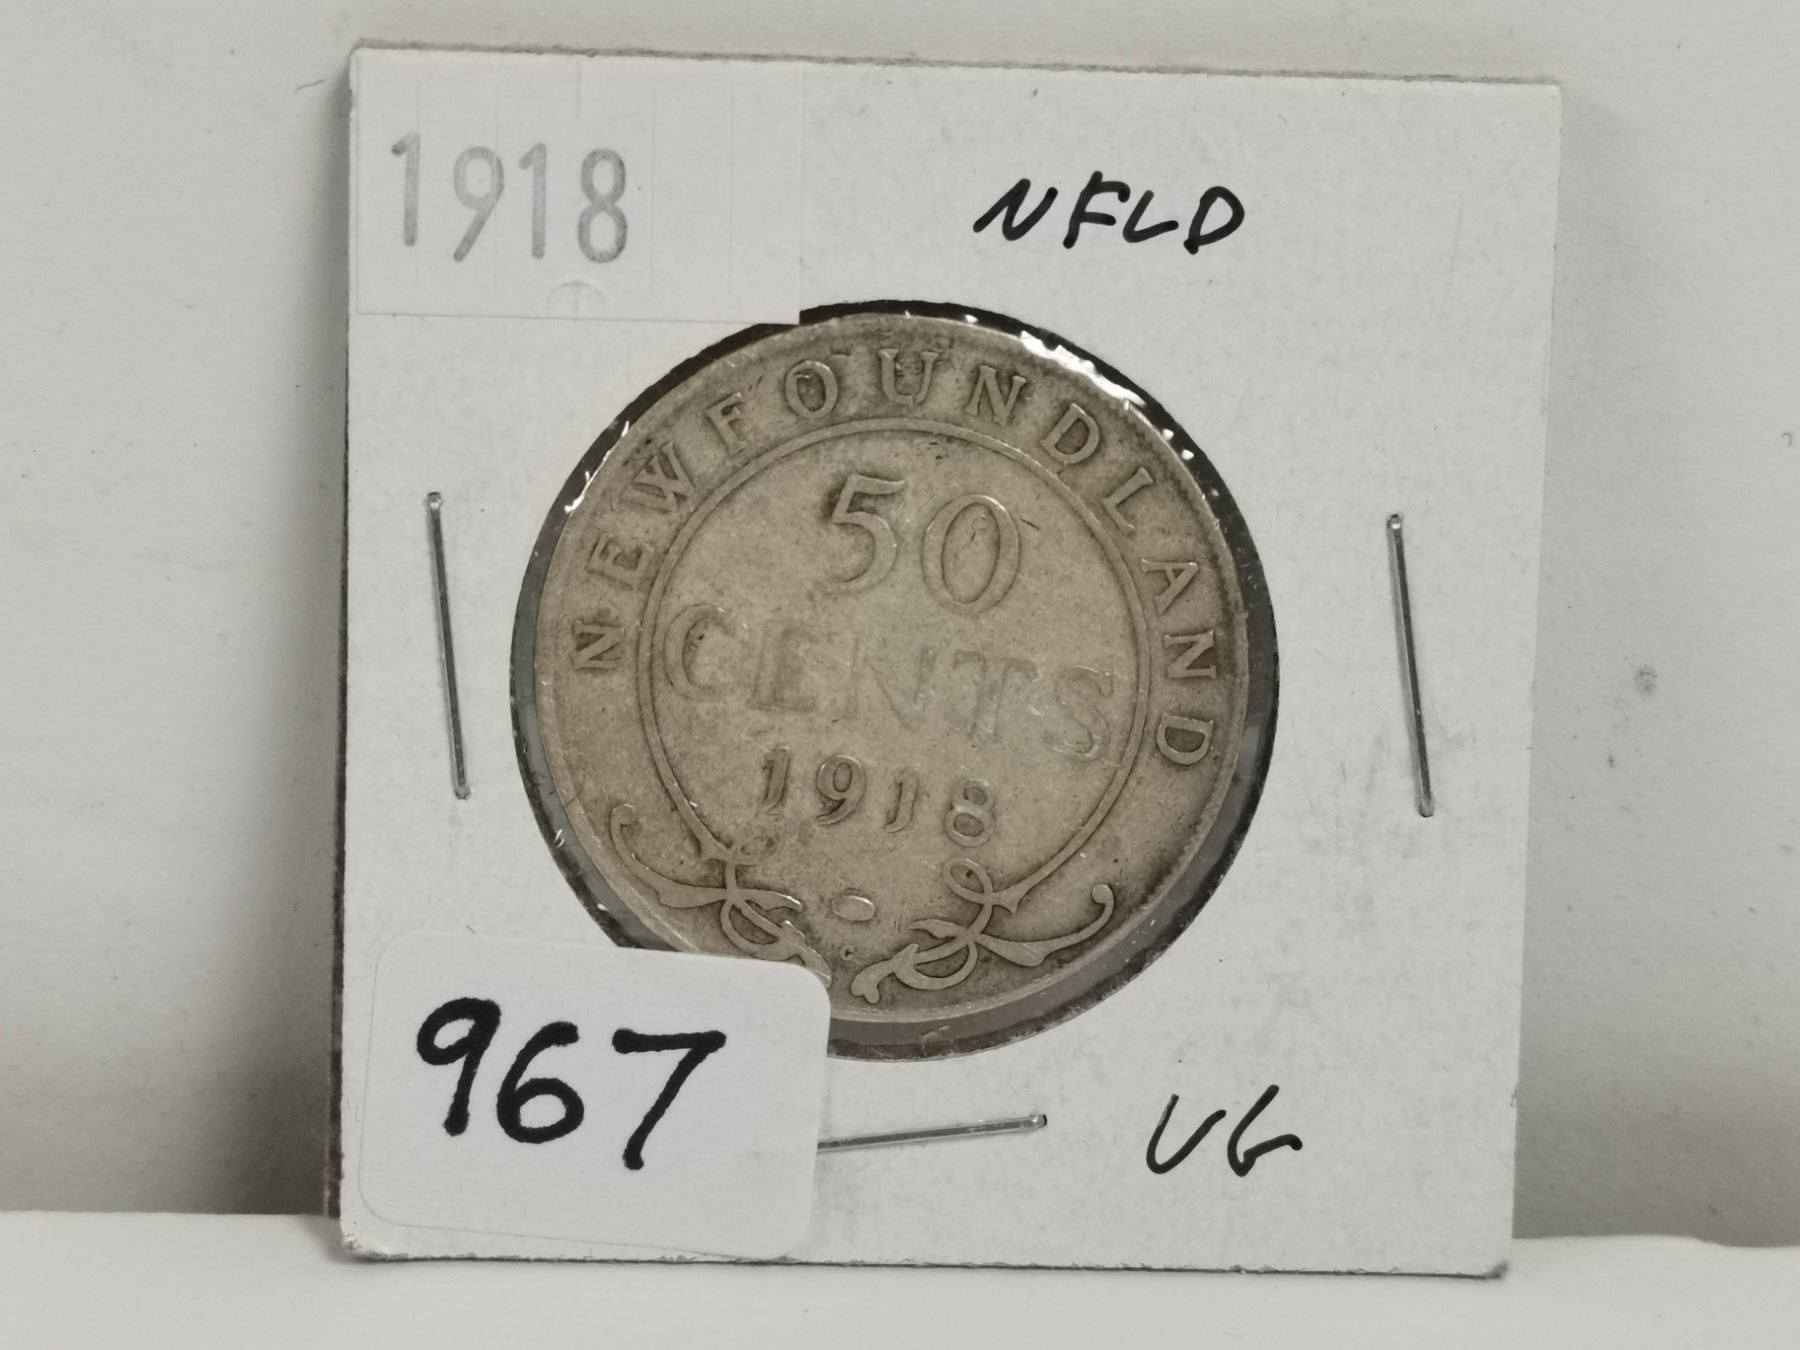 1918
NFLD
NEWFOUNDLAND
50
CENTS
1918
C
967
VG